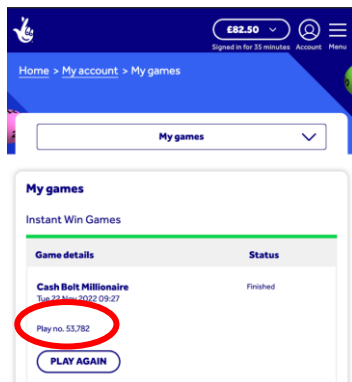 £82.50
Signed in for 35 minutes Account Menu
Home > My account > My games
My games
My games
Instant Win Games
Game details Status
Cash Bolt Millionaire Finished
Tue 22 Nov 2022 09:27
Play no. 53,782
PLAY AGAIN